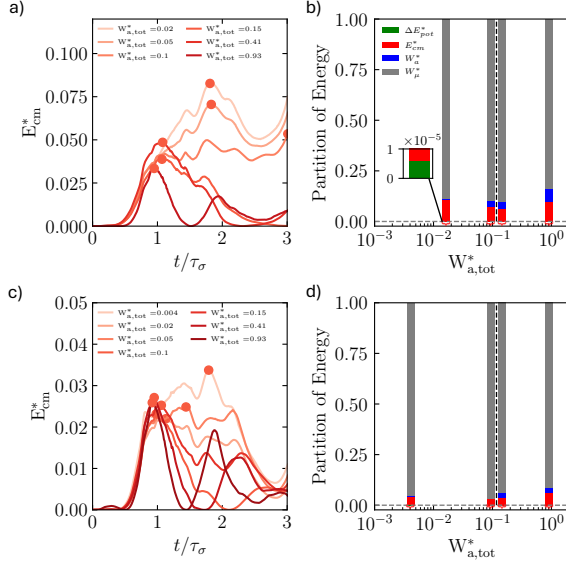 a)
E*cm
0.100
0.075
0.050
0.025
0.00
W*a,tot =0.02
W*a,tot =0.05
W*a,tot =0.1
W*a,tot =0.15
W*a,tot =0.41
W*a,tot =0.93
0 1 2 3
t/τσ
b)
Partition of Energy
1.00
0.75
0.50
0.25
0.00
ΔE*pot
E*cm
W*a
W*μ
×10⁻⁵
1
0
10⁻³ 10⁻² 10⁻¹ 10⁰
W*a,tot
c)
E*cm
0.05
0.04
0.03
0.02
0.01
0.00
W*a,tot =0.004
W*a,tot =0.02
W*a,tot =0.05
W*a,tot =0.1
W*a,tot =0.15
W*a,tot =0.41
W*a,tot =0.93
0 1 2 3
t/τσ
d)
Partition of Energy
1.00
0.75
0.50
0.25
0.00
10⁻³ 10⁻² 10⁻¹ 10⁰
W*a,tot